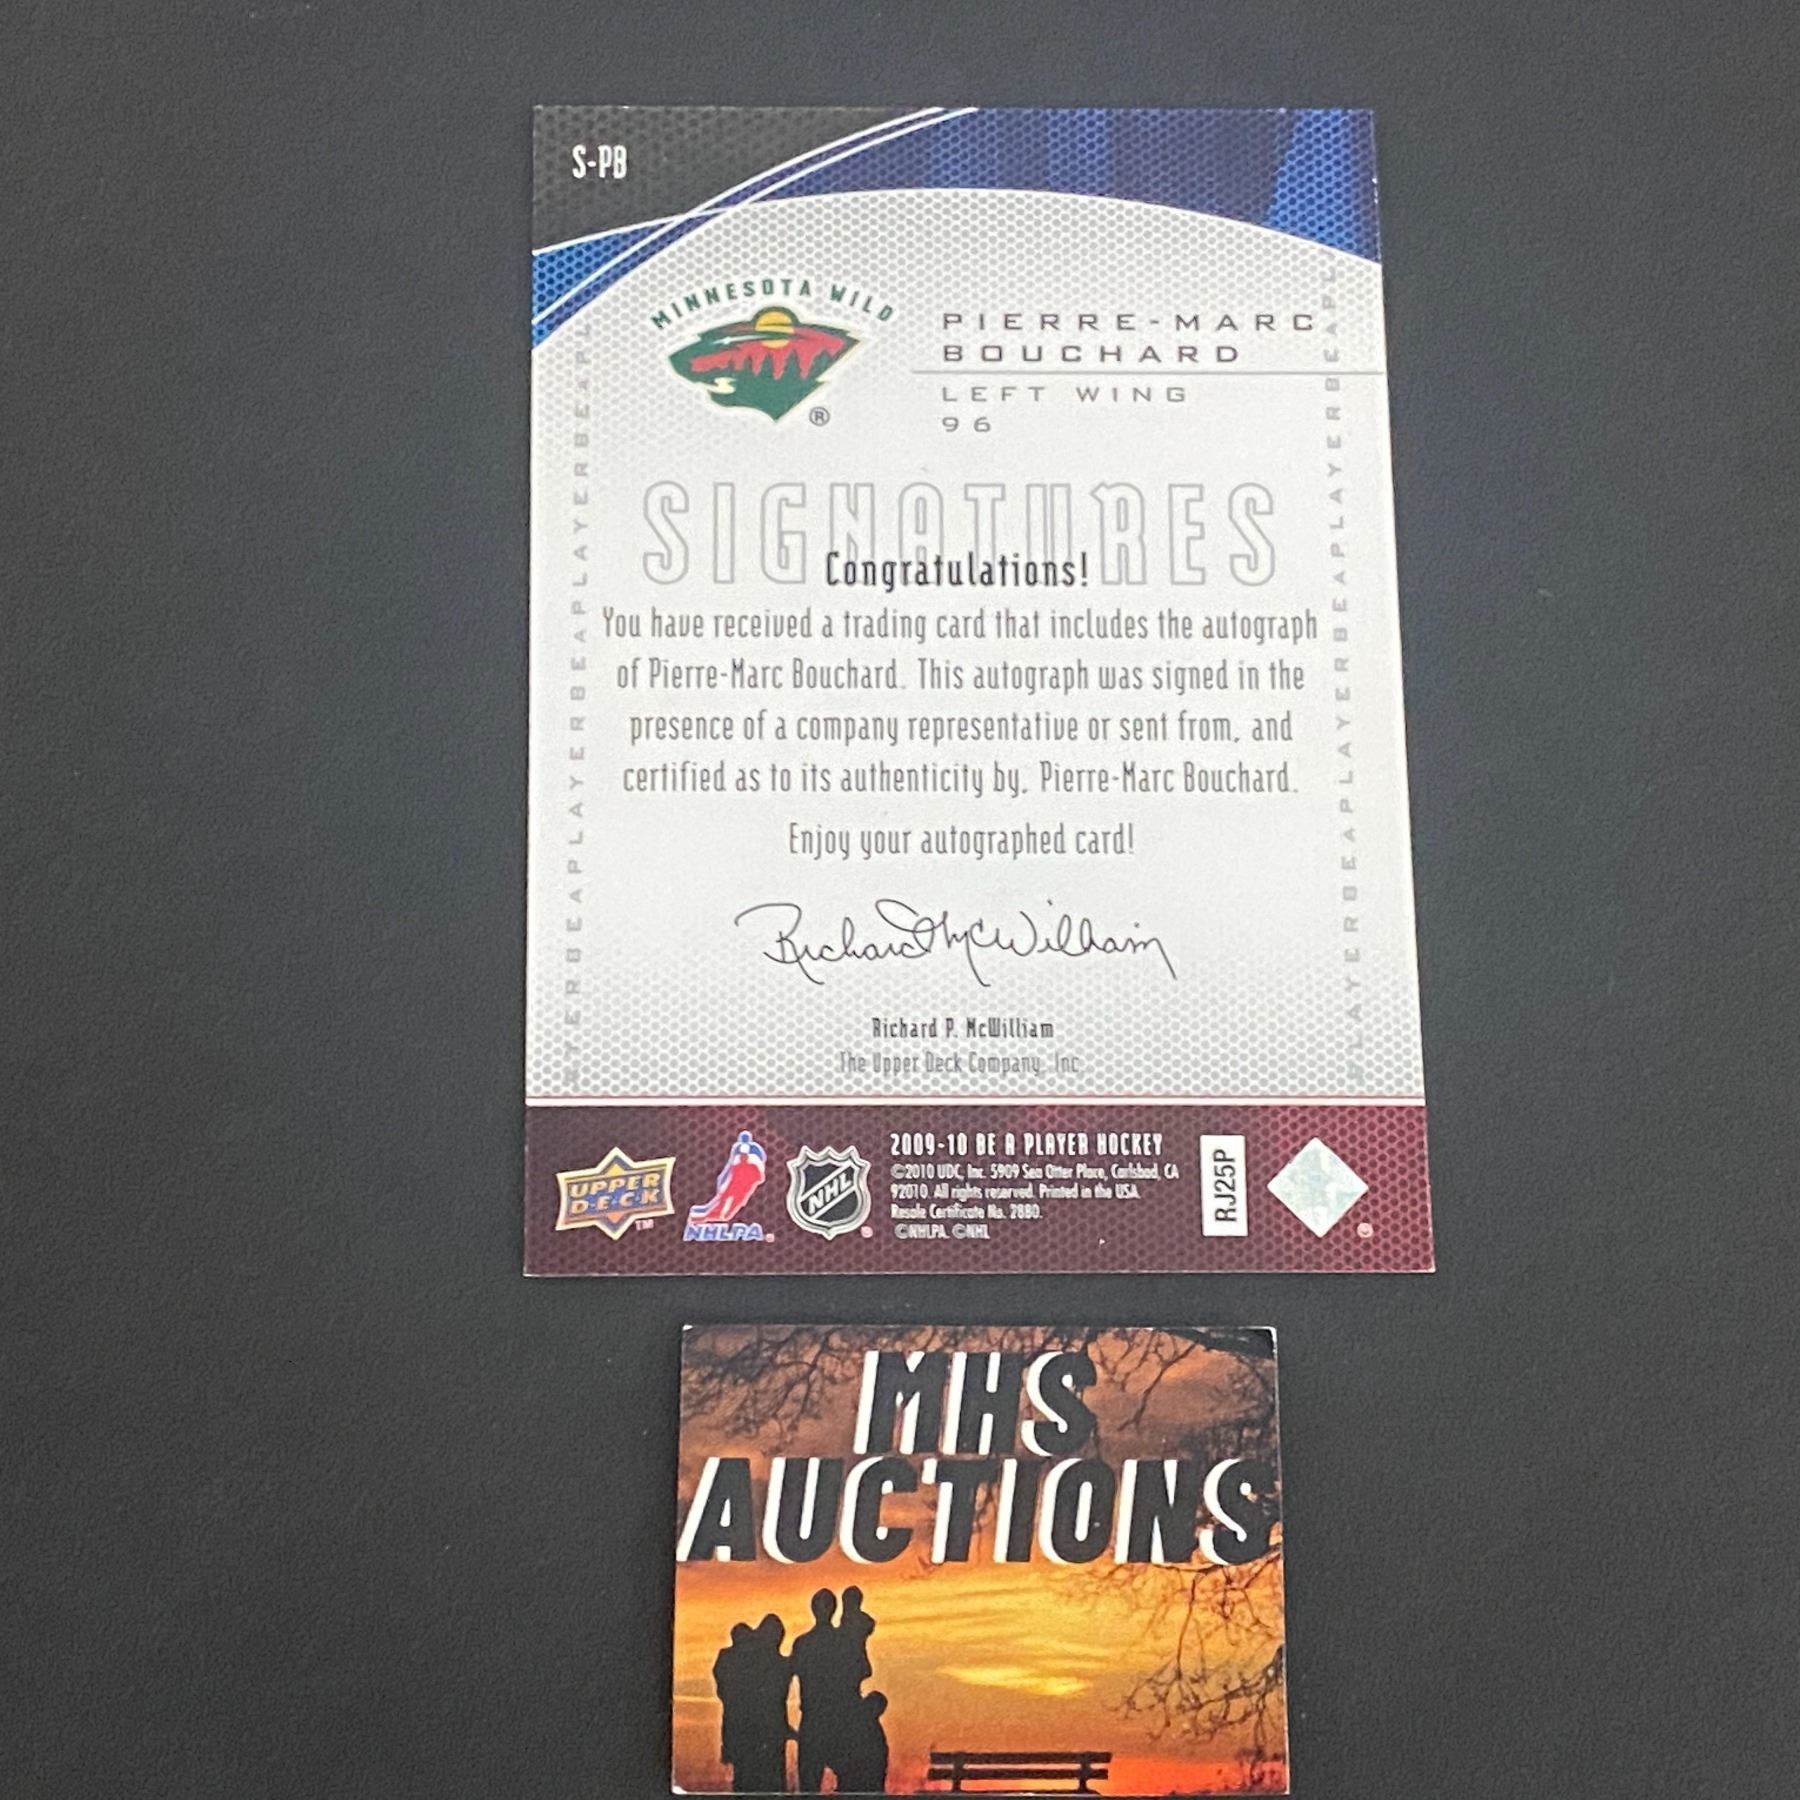 S-PB
MINNESOTA WILD
®
PIERRE-MARC
BOUCHARD
LEFT WING
96
SIGNATURES
Congratulations!
You have received a trading card that includes the autograph
of Pierre-Marc Bouchard. This autograph was signed in the
presence of a company representative or sent from, and
certified as to its authenticity by, Pierre-Marc Bouchard.
Enjoy your autographed card!
Richard McWilliam
Richard P. McWilliam
The Upper Deck Company, Inc.
UPPER
D·E·C·K
TM
NHLPA®
NHL®
2009-10 BE A PLAYER HOCKEY
©2010 UDC, Inc. 5909 Sea Otter Place, Carlsbad, CA
92010. All rights reserved. Printed in the USA.
Resale Certificate No. 2880.
©NHLPA. ©NHL
RJ25P
®
MHS
AUCTIONS